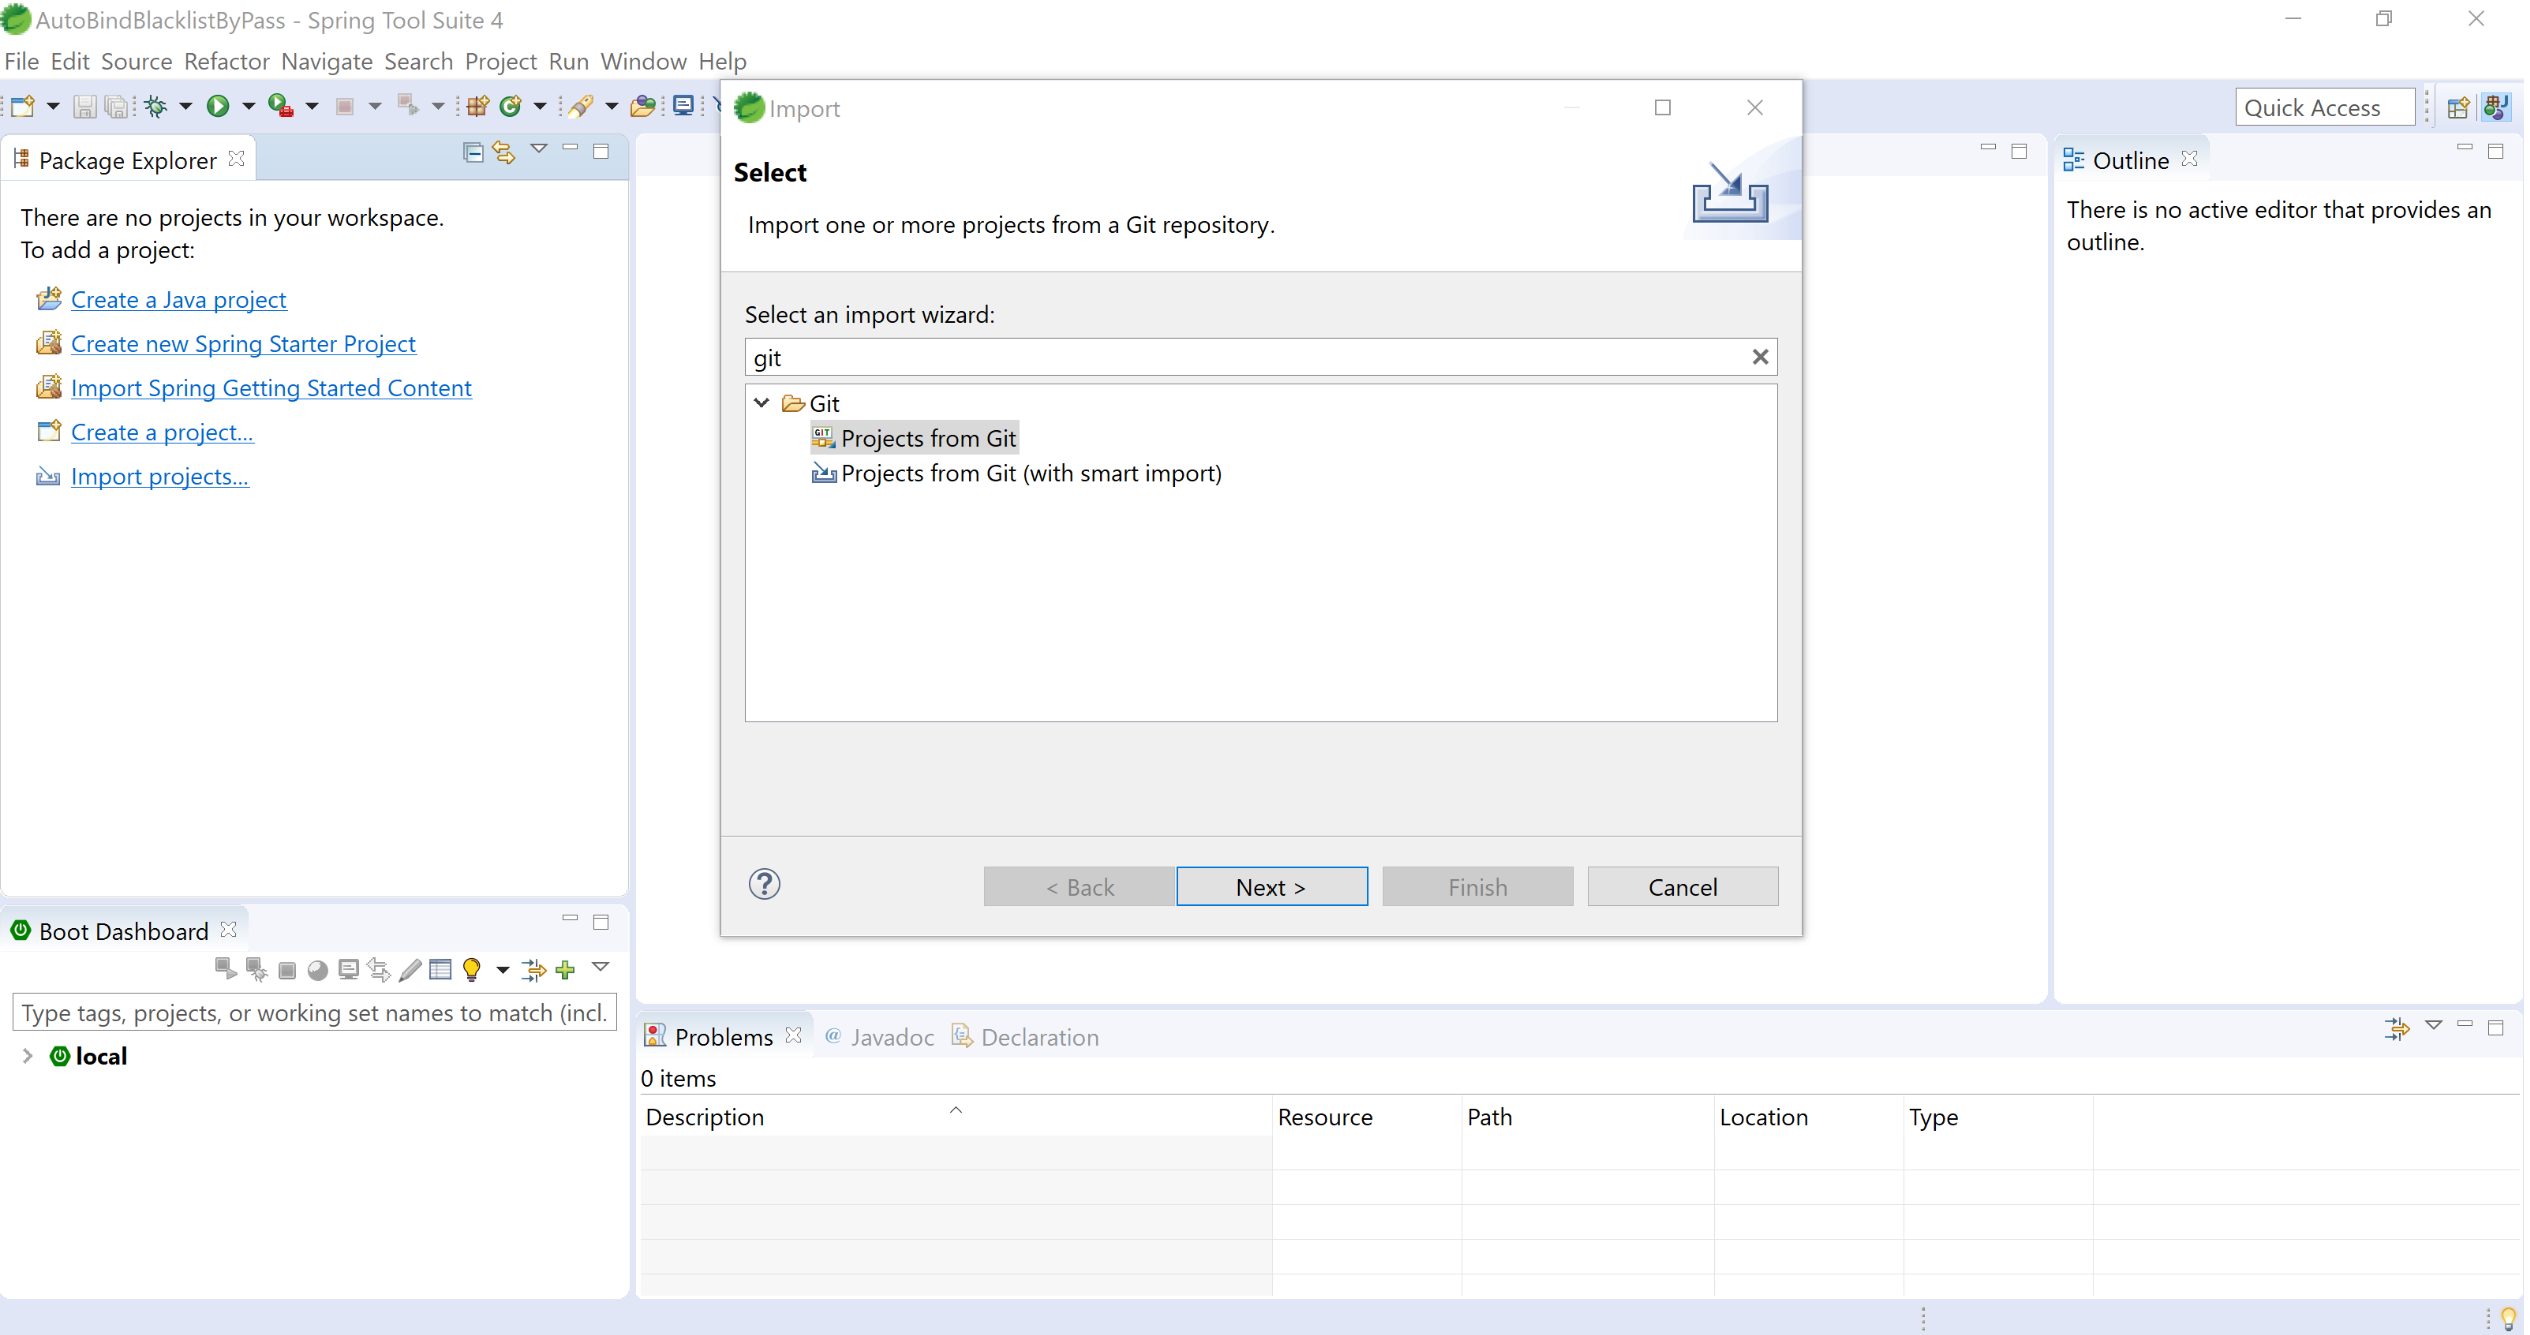 AutoBindBlacklistByPass - Spring Tool Suite 4
File Edit Source Refactor Navigate Search Project Run Window Help
Quick Access
Package Explorer
There are no projects in your workspace.
To add a project:
Create a Java project
Create new Spring Starter Project
Import Spring Getting Started Content
Create a project...
Import projects...
Import
Select
Import one or more projects from a Git repository.
Select an import wizard:
git
Git
GIT Projects from Git
Projects from Git (with smart import)
< Back
Next >
Finish
Cancel
Outline
There is no active editor that provides an
outline.
Boot Dashboard
Type tags, projects, or working set names to match (incl.
local
Problems @ Javadoc Declaration
0 items
Description Resource Path Location Type